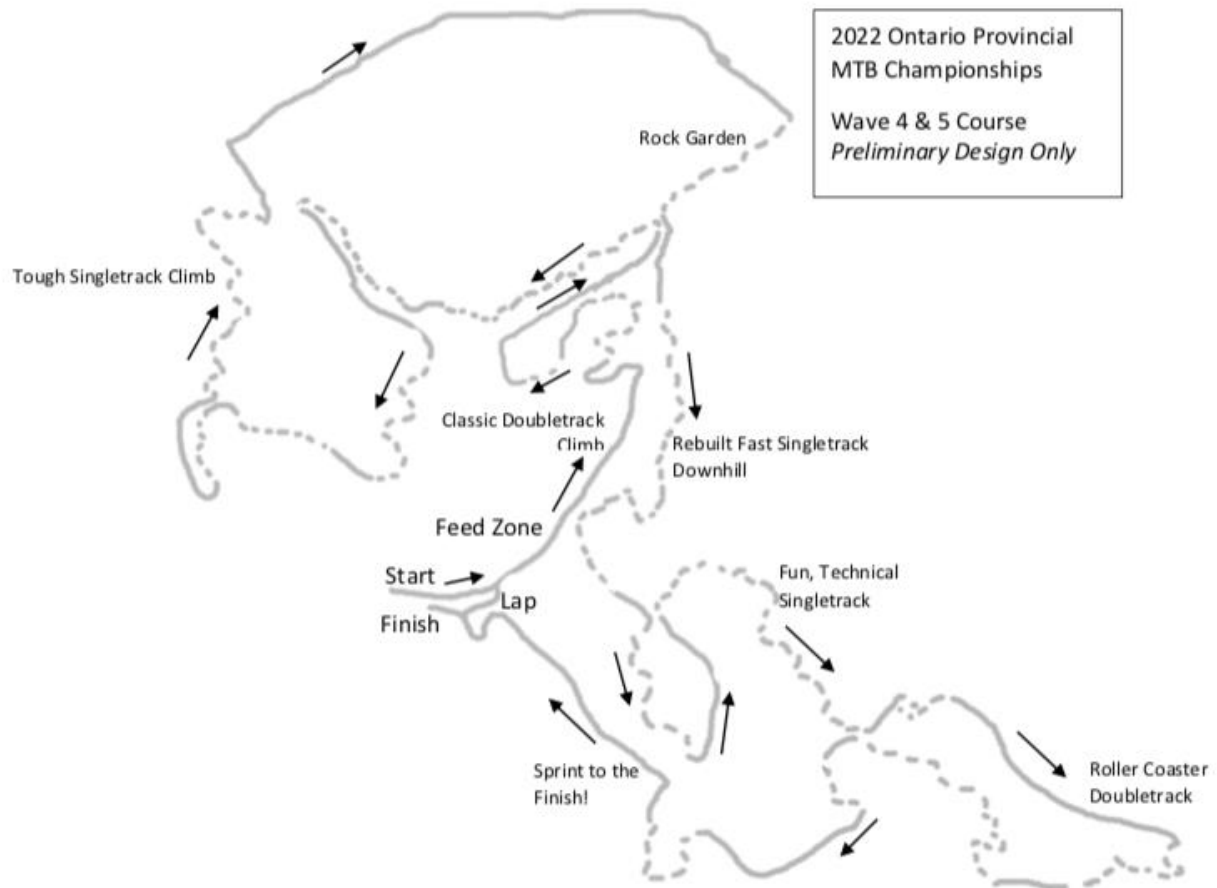 2022 Ontario Provincial
MTB Championships
Wave 4 & 5 Course
Preliminary Design Only
Rock Garden
Tough Singletrack Climb
Classic Doubletrack
Climb
Rebuilt Fast Singletrack
Downhill
Feed Zone
Start
Lap
Finish
Fun, Technical
Singletrack
Sprint to the
Finish!
Roller Coaster
Doubletrack